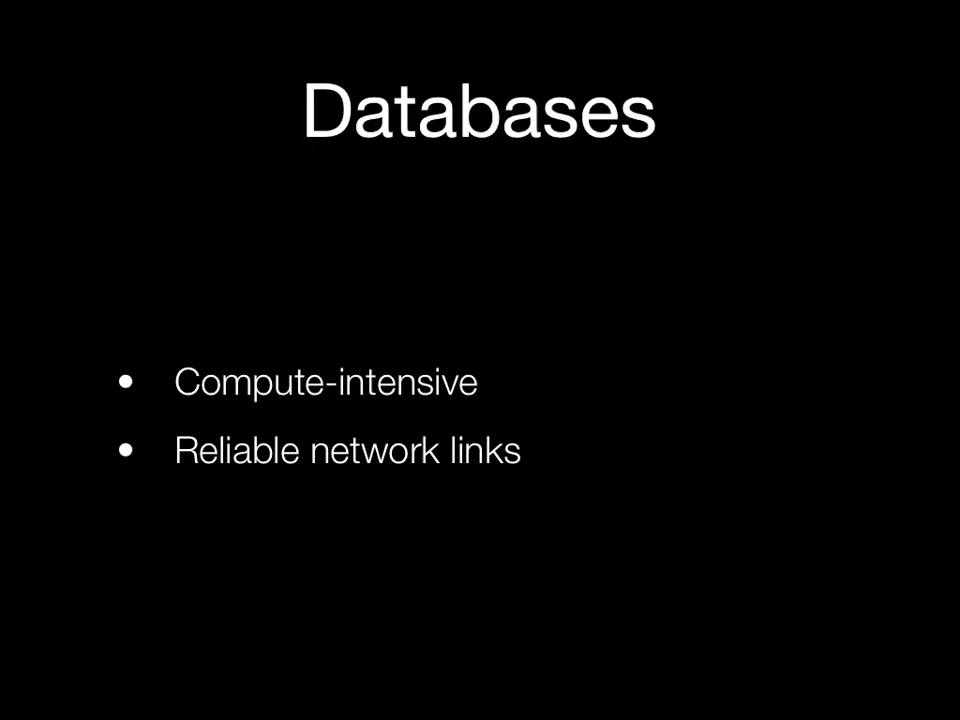 Databases
• Compute-intensive
• Reliable network links